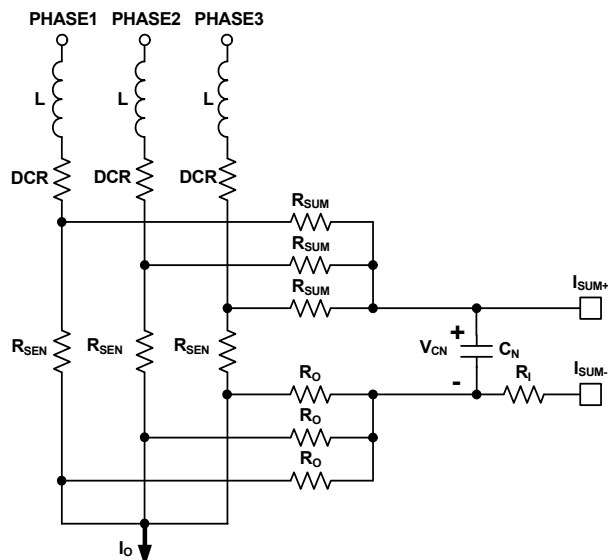 PHASE1 PHASE2 PHASE3
L L L
DCR DCR DCR
RSUM
RSUM
RSUM
ISUM+
RSEN RSEN RSEN
+
VCN CN
-
RI
ISUM-
RO
RO
RO
IO